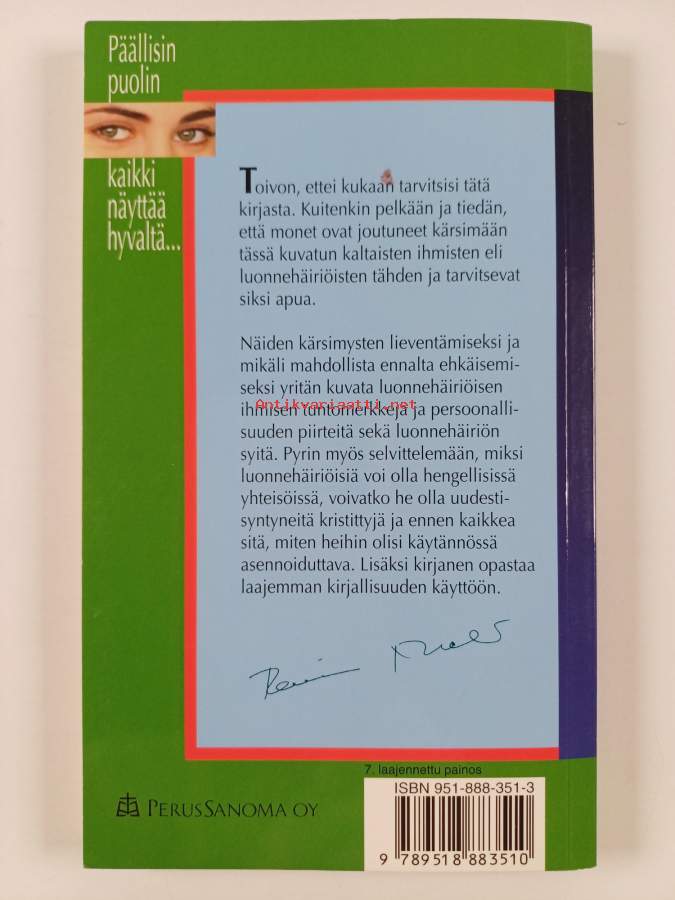 Päällisin
puolin
kaikki
näyttää
hyvaltä...
Toivon, ettei kukaan tarvitsisi tätä
kirjasta. Kuitenkin pelkään ja tiedän,
että monet ovat joutuneet kärsimään
tässä kuvatun kaltaisten ihmisten eli
luonnehäiriöisten tähden ja tarvitsevat
siksi apua.
Näiden kärsimysten lieventämiseksi ja
mikäli mahdollista ennalta ehkäisemi-
seksi yritän kuvata luonnehäiriöisen
Antikvariaatti.net
ihmisen tuntomerkkejä ja persoonalli-
suuden piirteitä sekä luonnehäiriön
syitä. Pyrin myös selvittelemään, miksi
luonnehäiriöisiä voi olla hengellisissä
yhteisöissä, voivatko he olla uudesti-
syntyneitä kristittyjä ja ennen kaikkea
sitä, miten heihin olisi käytännössä
asennoiduttava. Lisäksi kirjanen opastaa
laajemman kirjallisuuden käyttöön.
7. laajennettu painos
ISBN 951-888-351-3
PERUSSANOMA OY
9 789518 883510